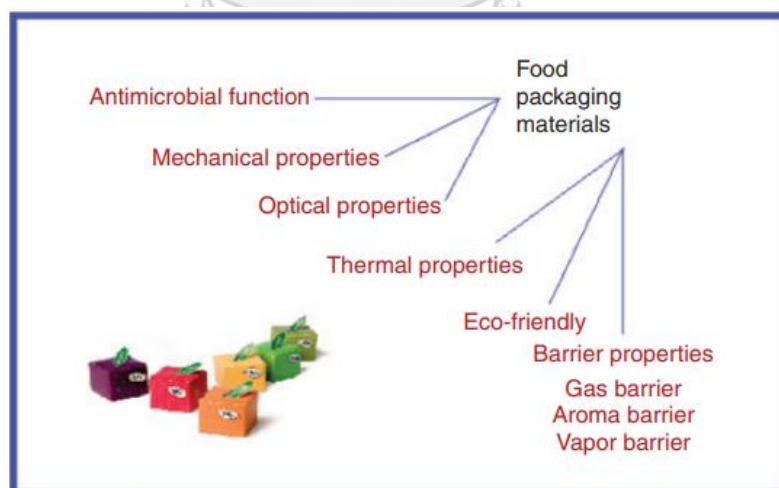 Food
packaging
materials
Antimicrobial function
Mechanical properties
Optical properties
Thermal properties
Eco-friendly
Barrier properties
Gas barrier
Aroma barrier
Vapor barrier